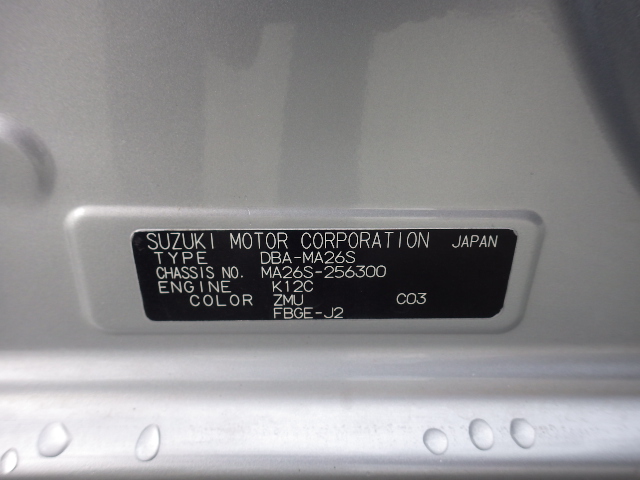 SUZUKI MOTOR CORPORATION JAPAN
TYPE DBA-MA26S
CHASSIS NO. MA26S-256300
ENGINE K12C
COLOR ZMU C03
FBGE-J2